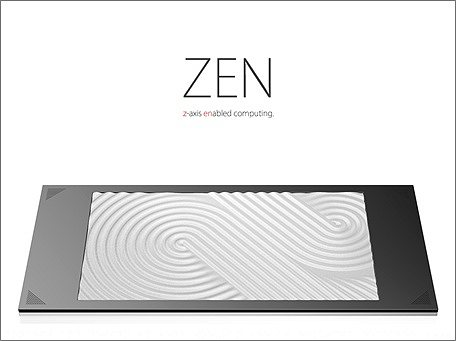 ZEN
z-axis enabled computing.